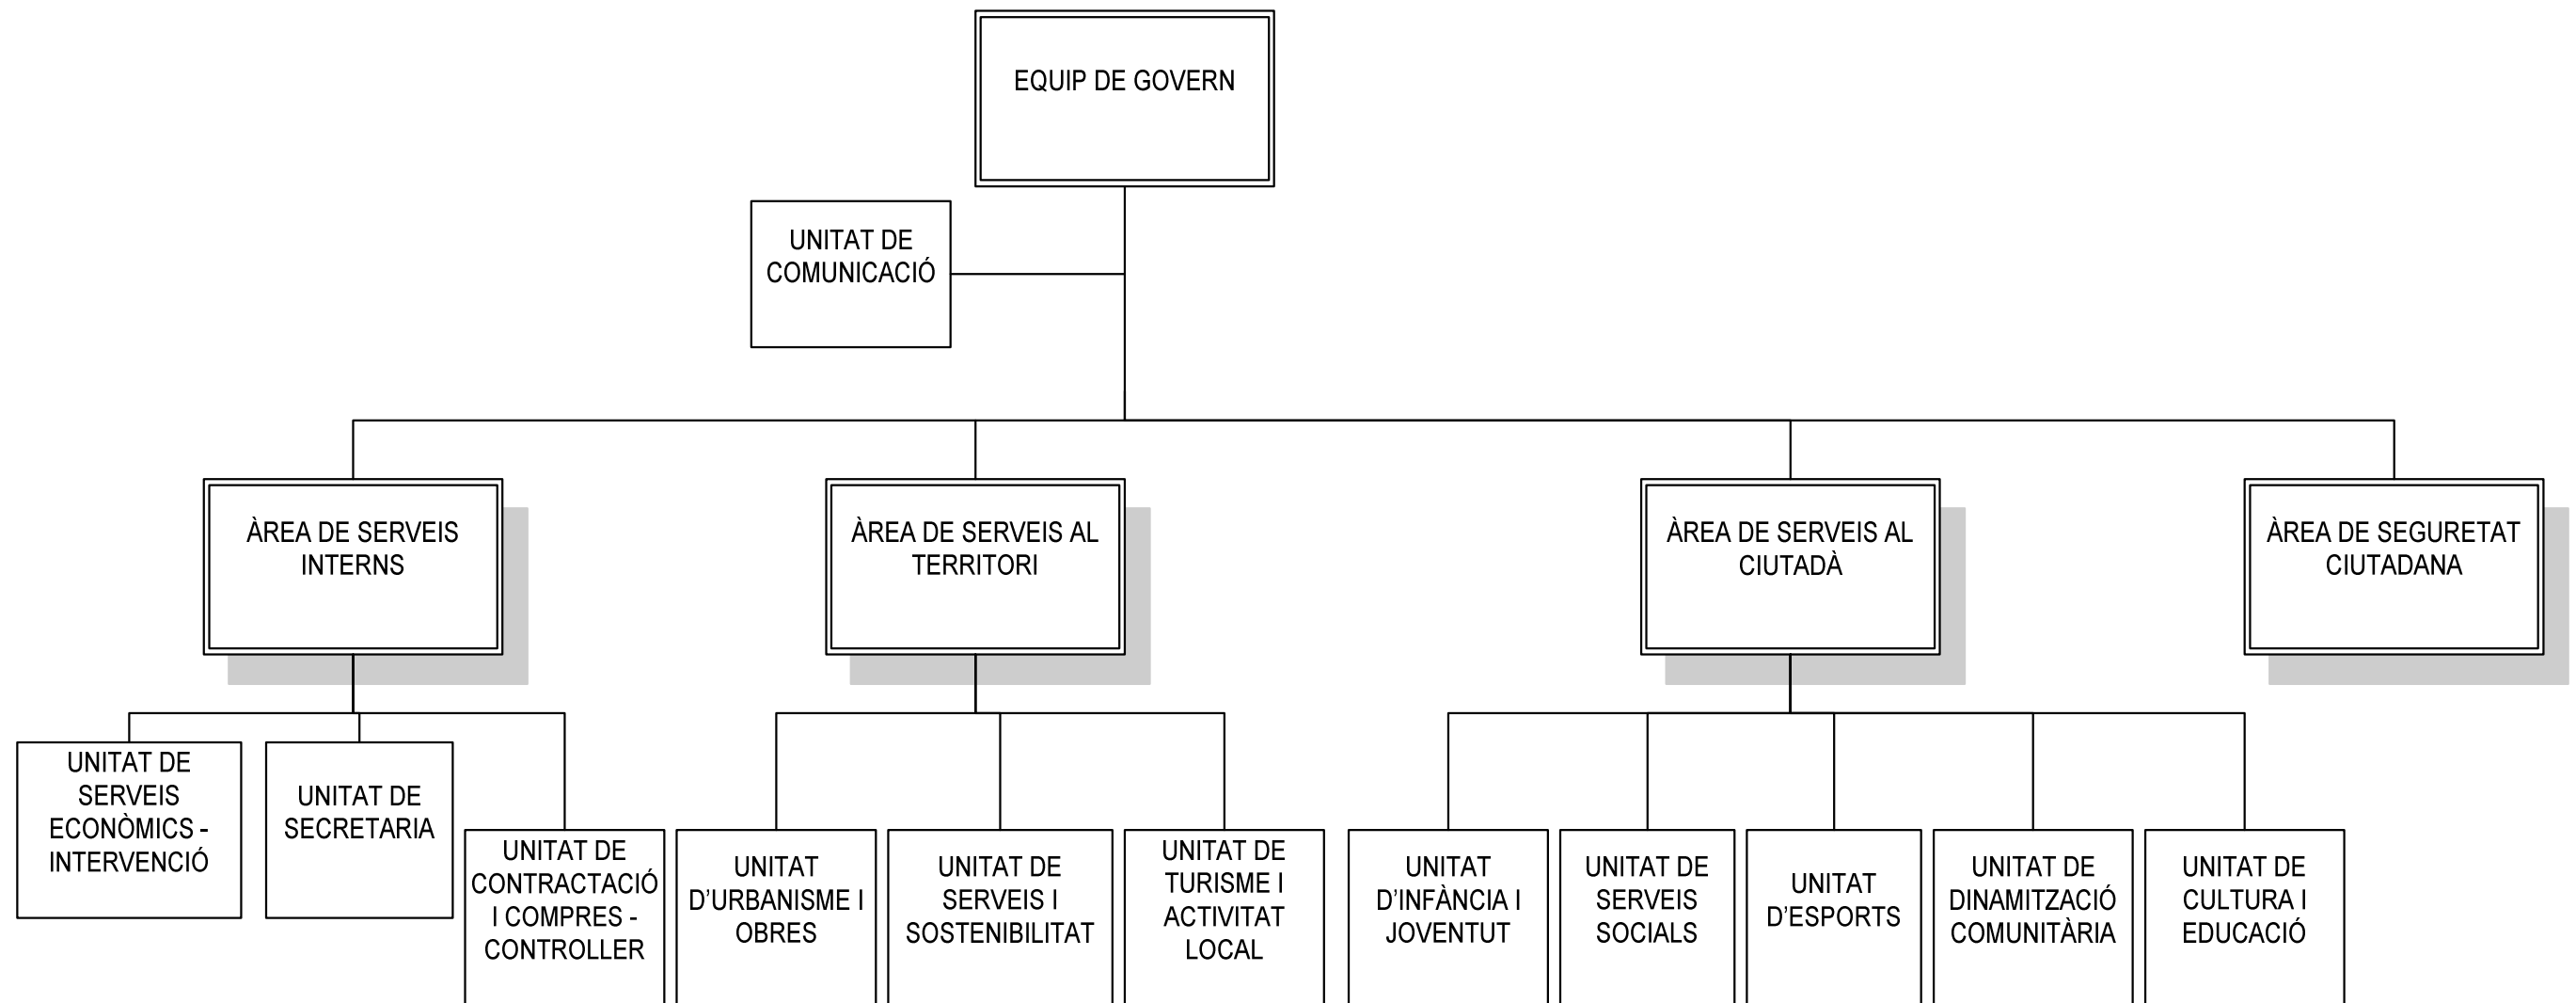 EQUIP DE GOVERN
UNITAT DE
COMUNICACIÓ
ÀREA DE SERVEIS
INTERNS
ÀREA DE SERVEIS AL
TERRITORI
ÀREA DE SERVEIS AL
CIUTADÀ
ÀREA DE SEGURETAT
CIUTADANA
UNITAT DE
SERVEIS
ECONÒMICS -
INTERVENCIÓ
UNITAT DE
SECRETARIA
UNITAT DE
CONTRACTACIÓ
I COMPRES -
CONTROLLER
UNITAT
D’URBANISME I
OBRES
UNITAT DE
SERVEIS I
SOSTENIBILITAT
UNITAT DE
TURISME I
ACTIVITAT
LOCAL
UNITAT
D’INFÀNCIA I
JOVENTUT
UNITAT DE
SERVEIS
SOCIALS
UNITAT
D’ESPORTS
UNITAT DE
DINAMITZACIÓ
COMUNITÀRIA
UNITAT DE
CULTURA I
EDUCACIÓ